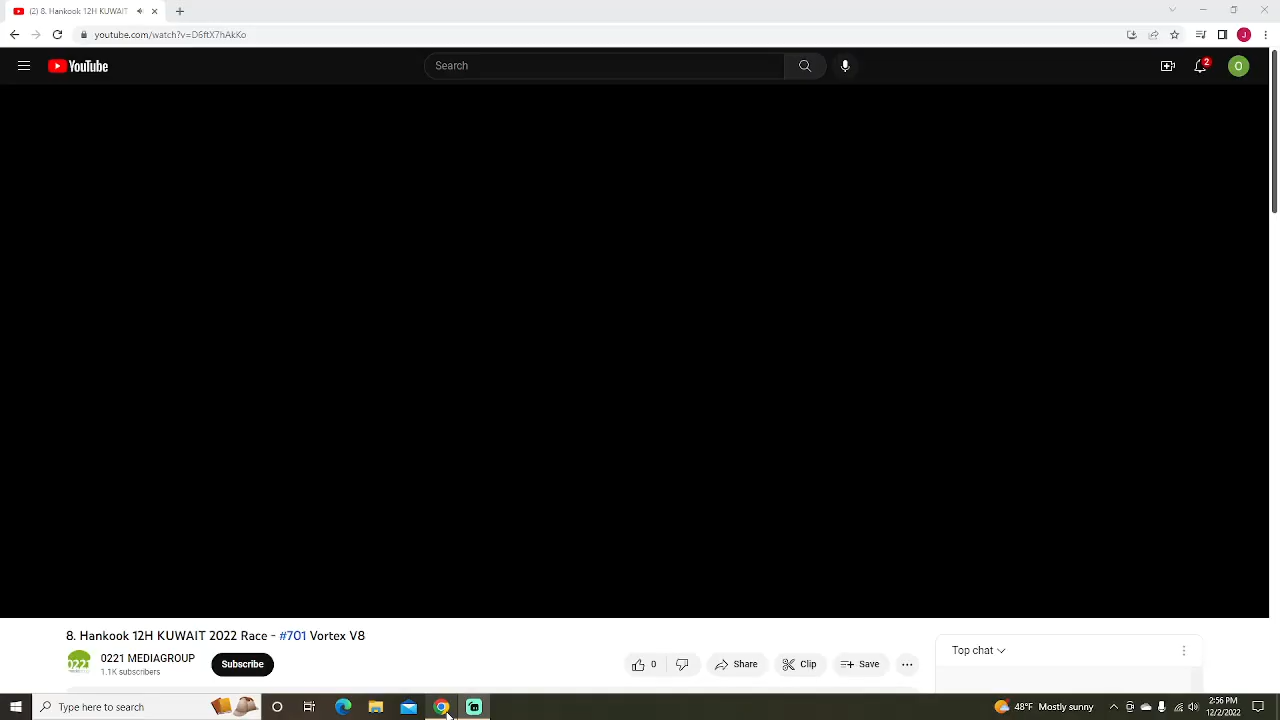 (2) 8. Hankook 12H KUWAIT
youtube.com/watch?v=D6ftX7hAkKo
J
YouTube
Search
2
O
8. Hankook 12H KUWAIT 2022 Race - #701 Vortex V8
0221
0221 MEDIAGROUP
1.1K subscribers
Subscribe
0
Share
Clip
Save
Top chat
Type here to search
48°F Mostly sunny
2:56 PM
12/2/2022